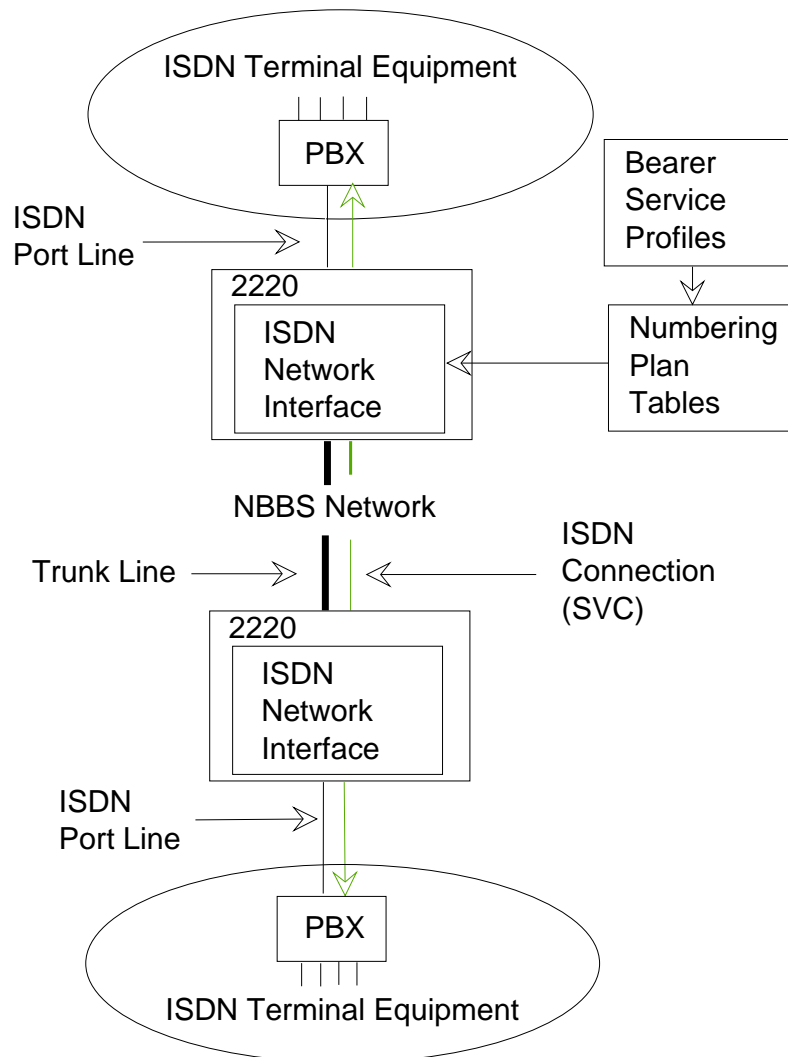 ISDN Terminal Equipment
PBX
Bearer
Service
Profiles
ISDN
Port Line
2220
ISDN
Network
Interface
Numbering
Plan
Tables
NBBS Network
Trunk Line
ISDN
Connection
(SVC)
2220
ISDN
Network
Interface
ISDN
Port Line
PBX
ISDN Terminal Equipment